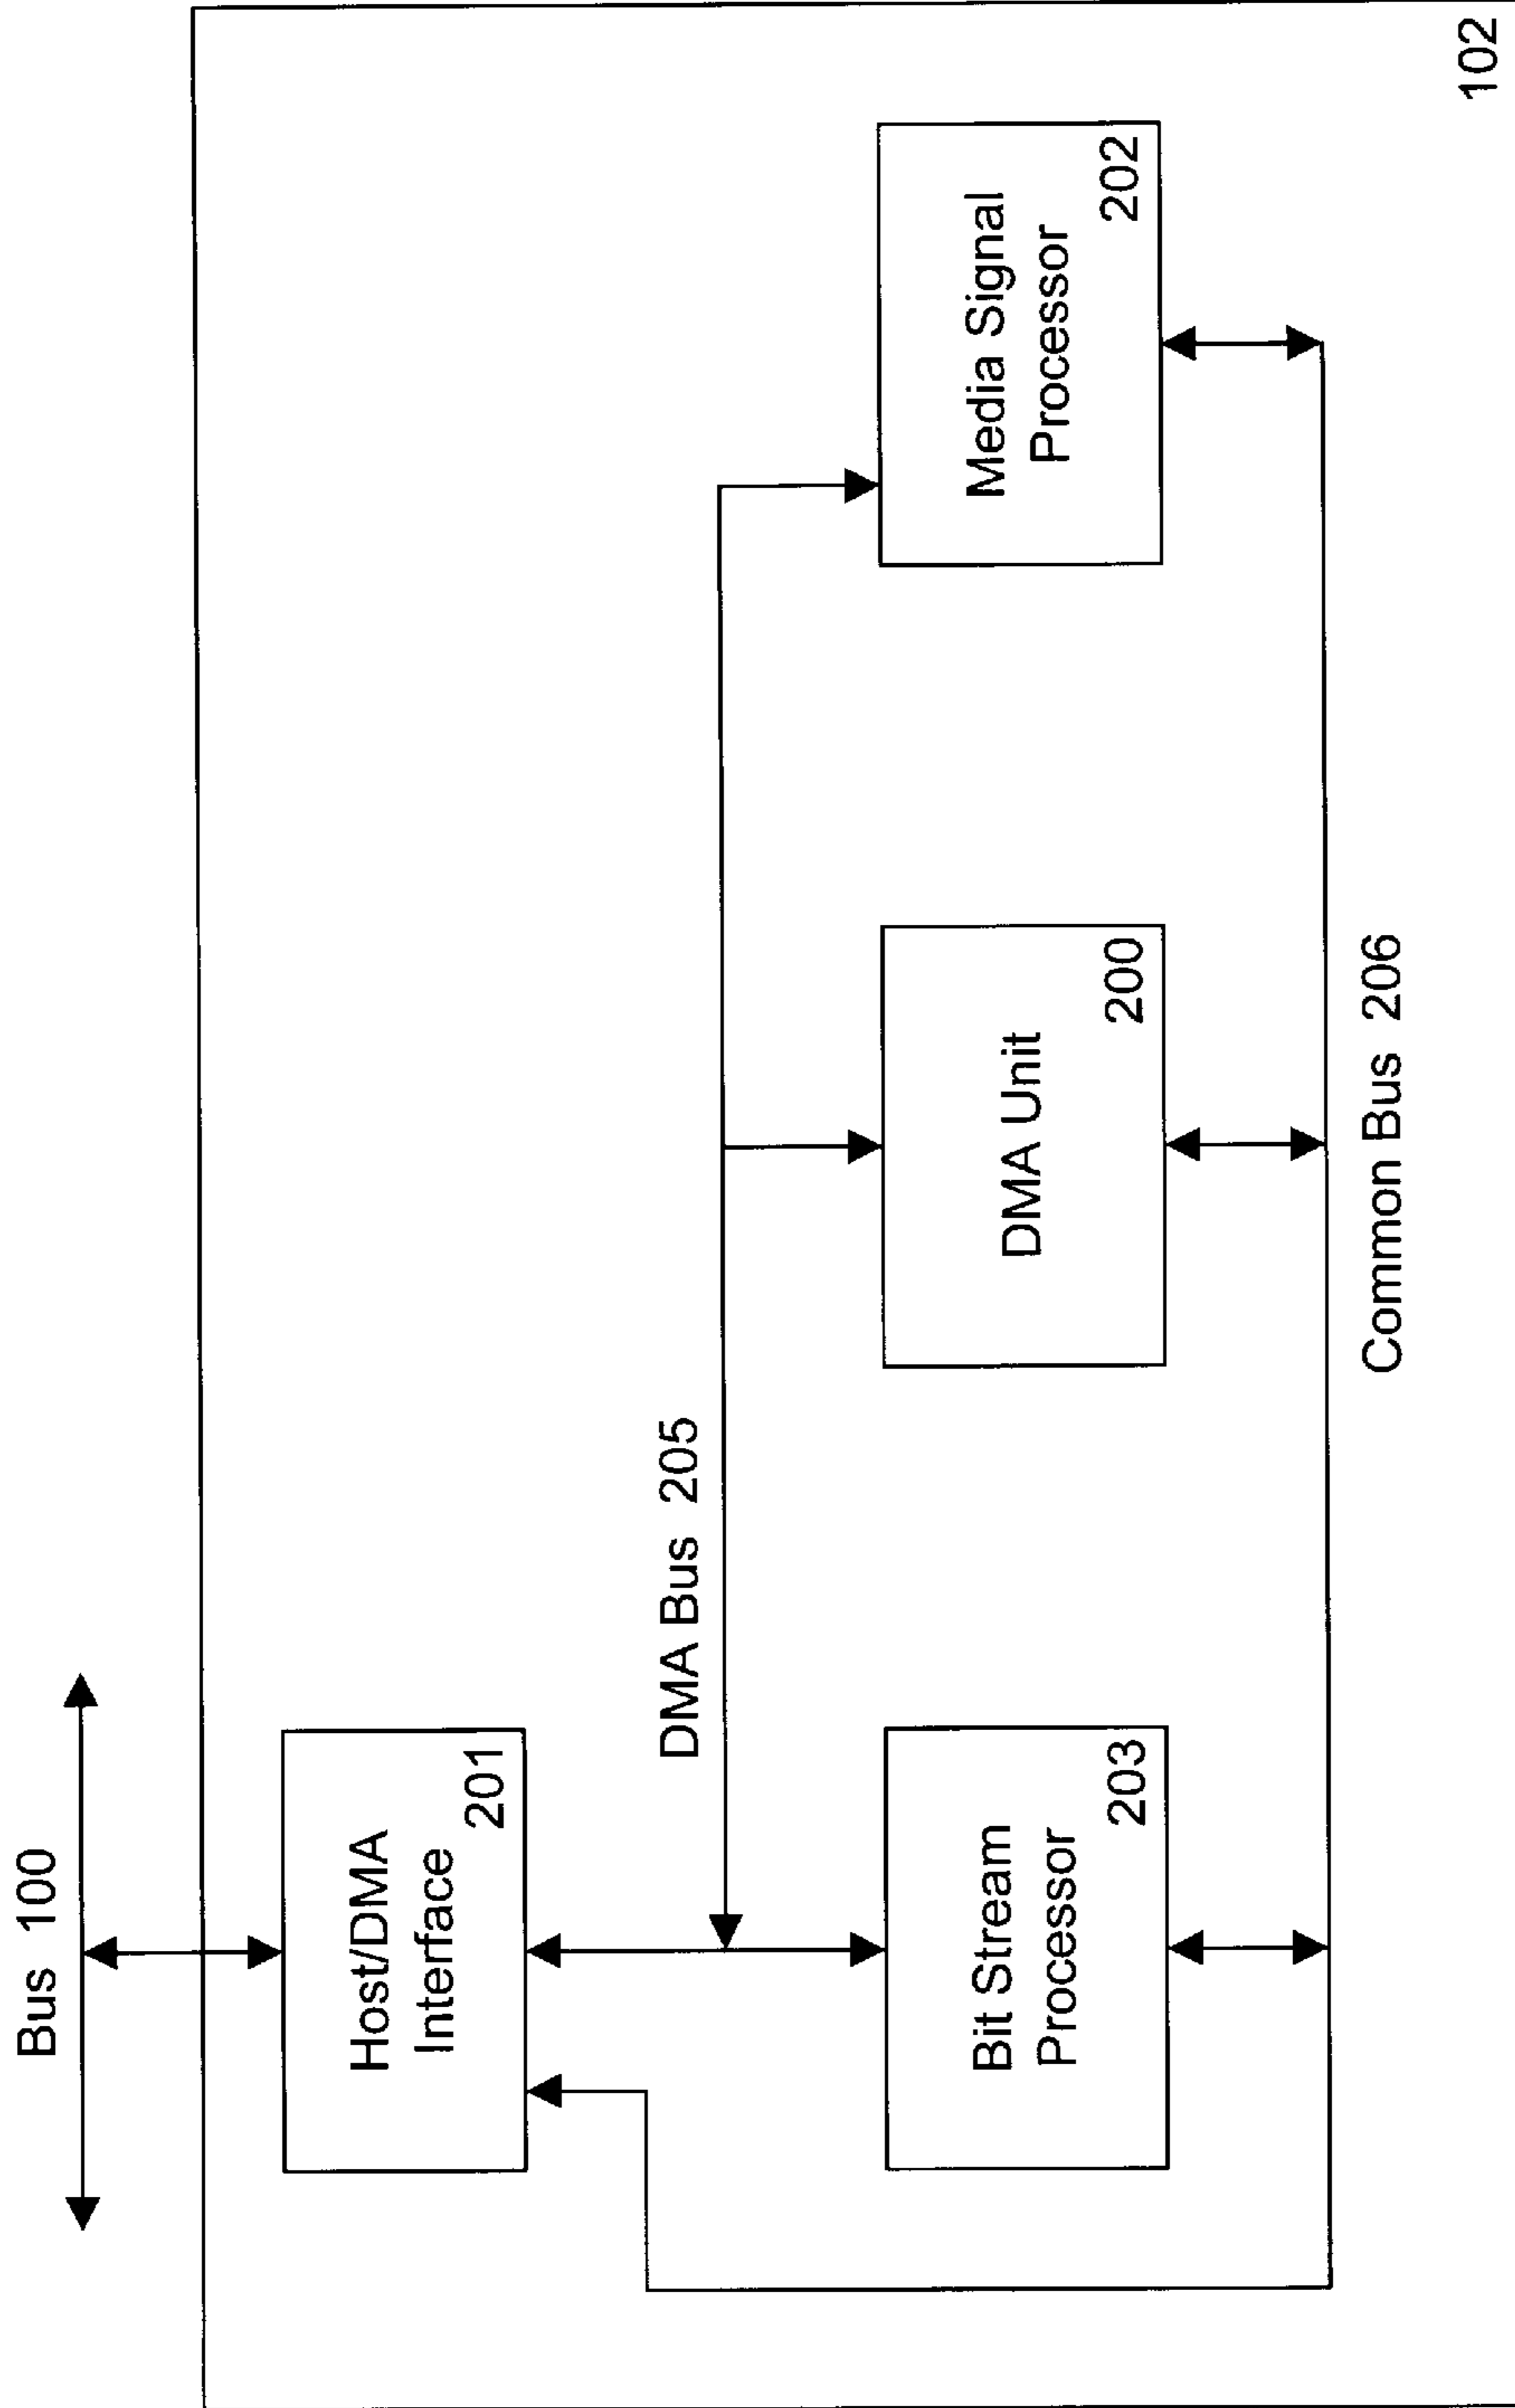 Bus 100
Host/DMA
Interface
201
DMA Bus 205
Bit Stream
Processor
203
DMA Unit
200
Media Signal
Processor
202
Common Bus 206
102